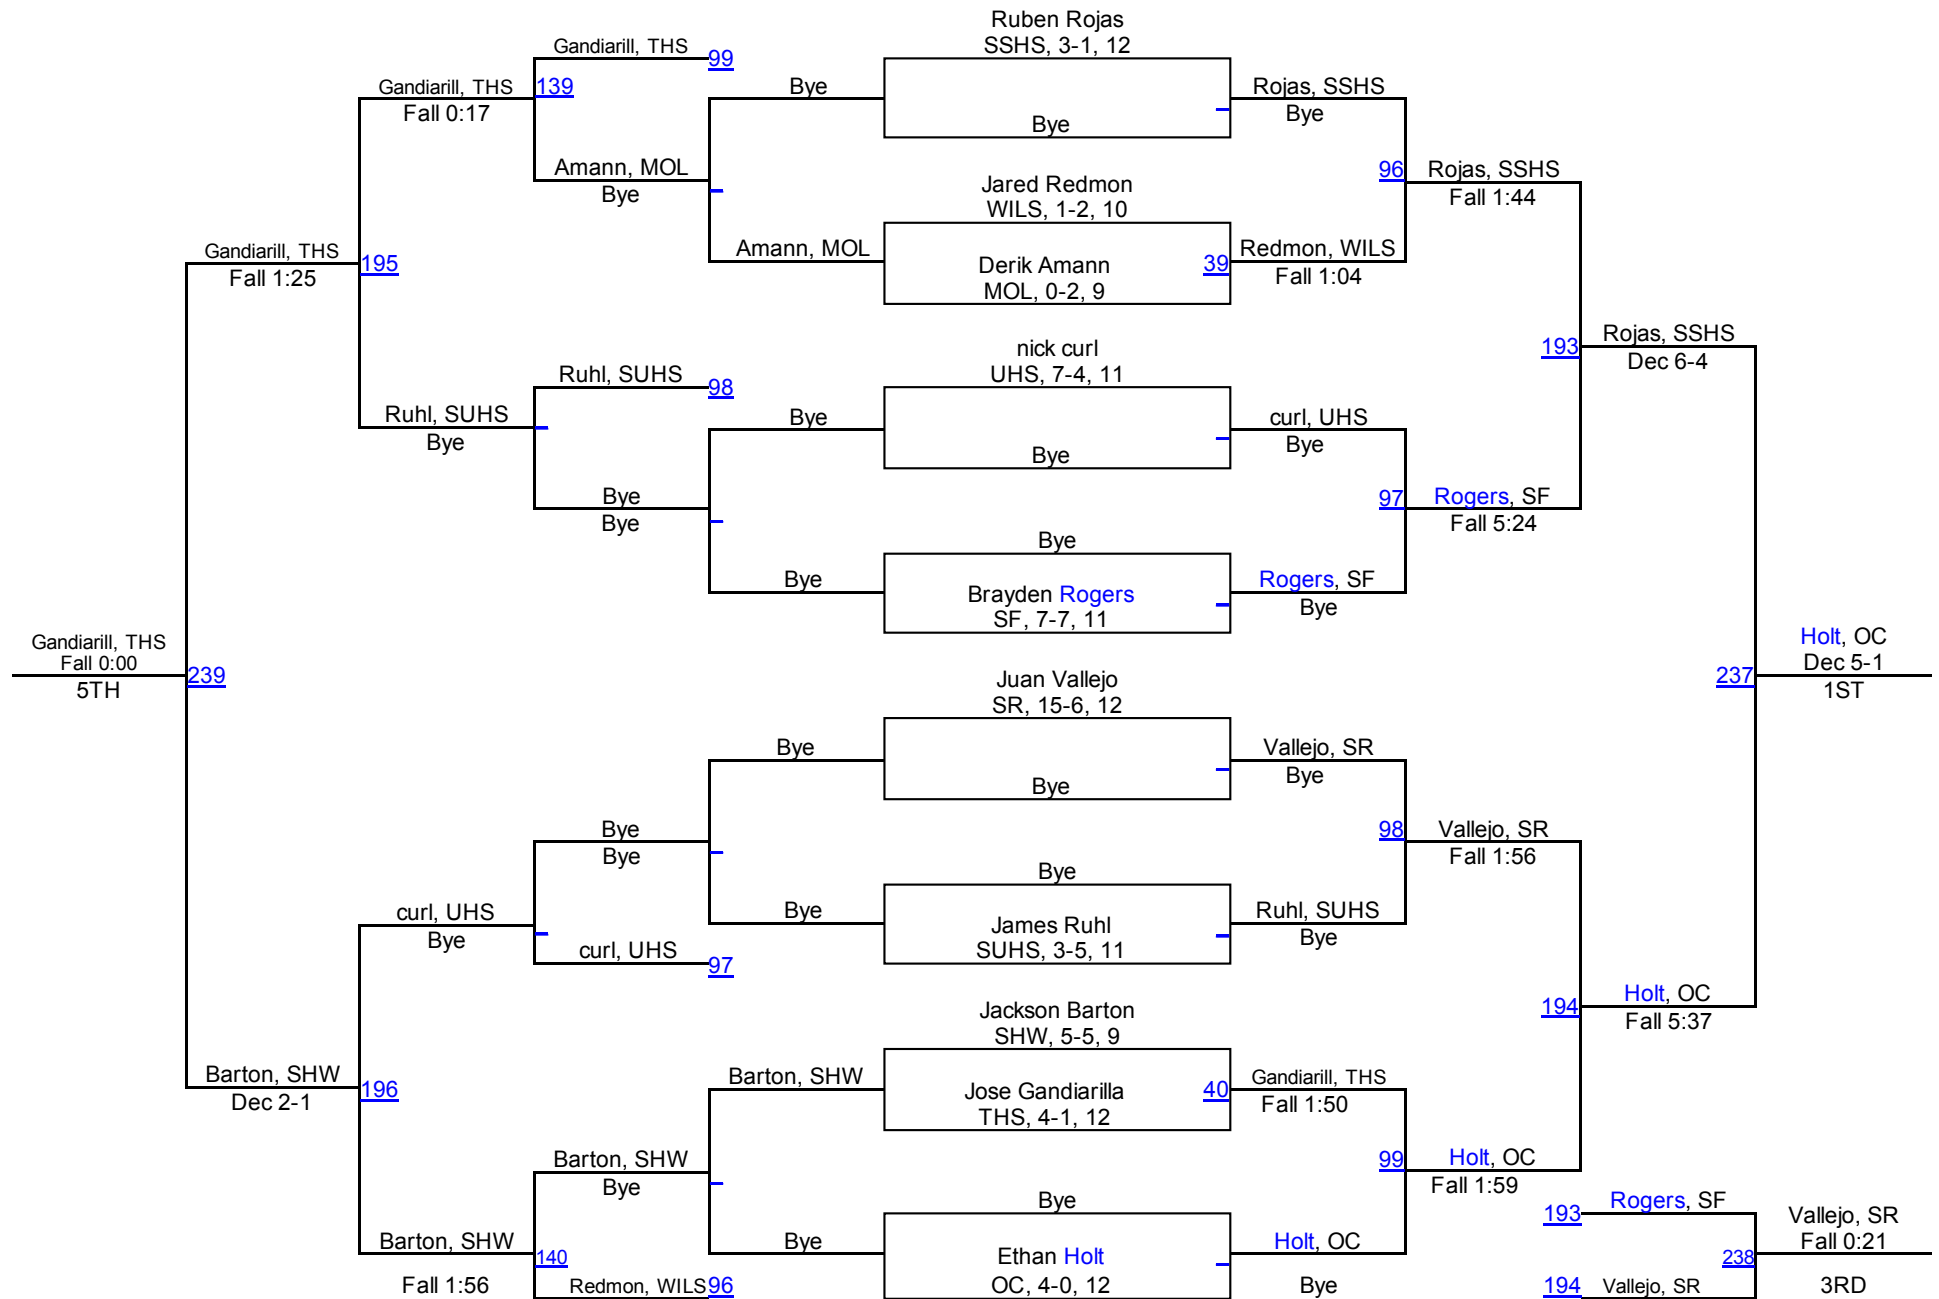 Ruben Rojas
SSHS, 3-1, 12
Gandiarill, THS
99
Gandiarill, THS
139
Bye
Rojas, SSHS
Fall 0:17
Bye
Bye
Amann, MOL
Bye
96
Rojas, SSHS
Fall 1:44
Jared Redmon
WILS, 1-2, 10
Gandiarill, THS
Fall 1:25
195
Amann, MOL
Derik Amann
MOL, 0-2, 9
39
Redmon, WILS
Fall 1:04
nick curl
UHS, 7-4, 11
193
Rojas, SSHS
Dec 6-4
Ruhl, SUHS
98
Ruhl, SUHS
Bye
Bye
Bye
curl, UHS
Bye
Bye
Bye
97
Rogers, SF
Fall 5:24
Bye
Bye
Brayden Rogers
SF, 7-7, 11
Rogers, SF
Bye
Gandiarill, THS
Fall 0:00
5TH
239
237
Holt, OC
Dec 5-1
1ST
Juan Vallejo
SR, 15-6, 12
Bye
Bye
Vallejo, SR
Bye
Bye
Bye
98
Vallejo, SR
Fall 1:56
Bye
curl, UHS
Bye
Bye
James Ruhl
SUHS, 3-5, 11
Ruhl, SUHS
Bye
curl, UHS
97
194
Holt, OC
Fall 5:37
Jackson Barton
SHW, 5-5, 9
Barton, SHW
Dec 2-1
196
Barton, SHW
Jose Gandiarilla
THS, 4-1, 12
40
Gandiarill, THS
Fall 1:50
Barton, SHW
Bye
99
Holt, OC
Fall 1:59
Bye
193
Rogers, SF
Vallejo, SR
Fall 0:21
3RD
Barton, SHW
Fall 1:56
140
Bye
Ethan Holt
OC, 4-0, 12
Holt, OC
Bye
238
Redmon, WILS
96
194
Vallejo, SR